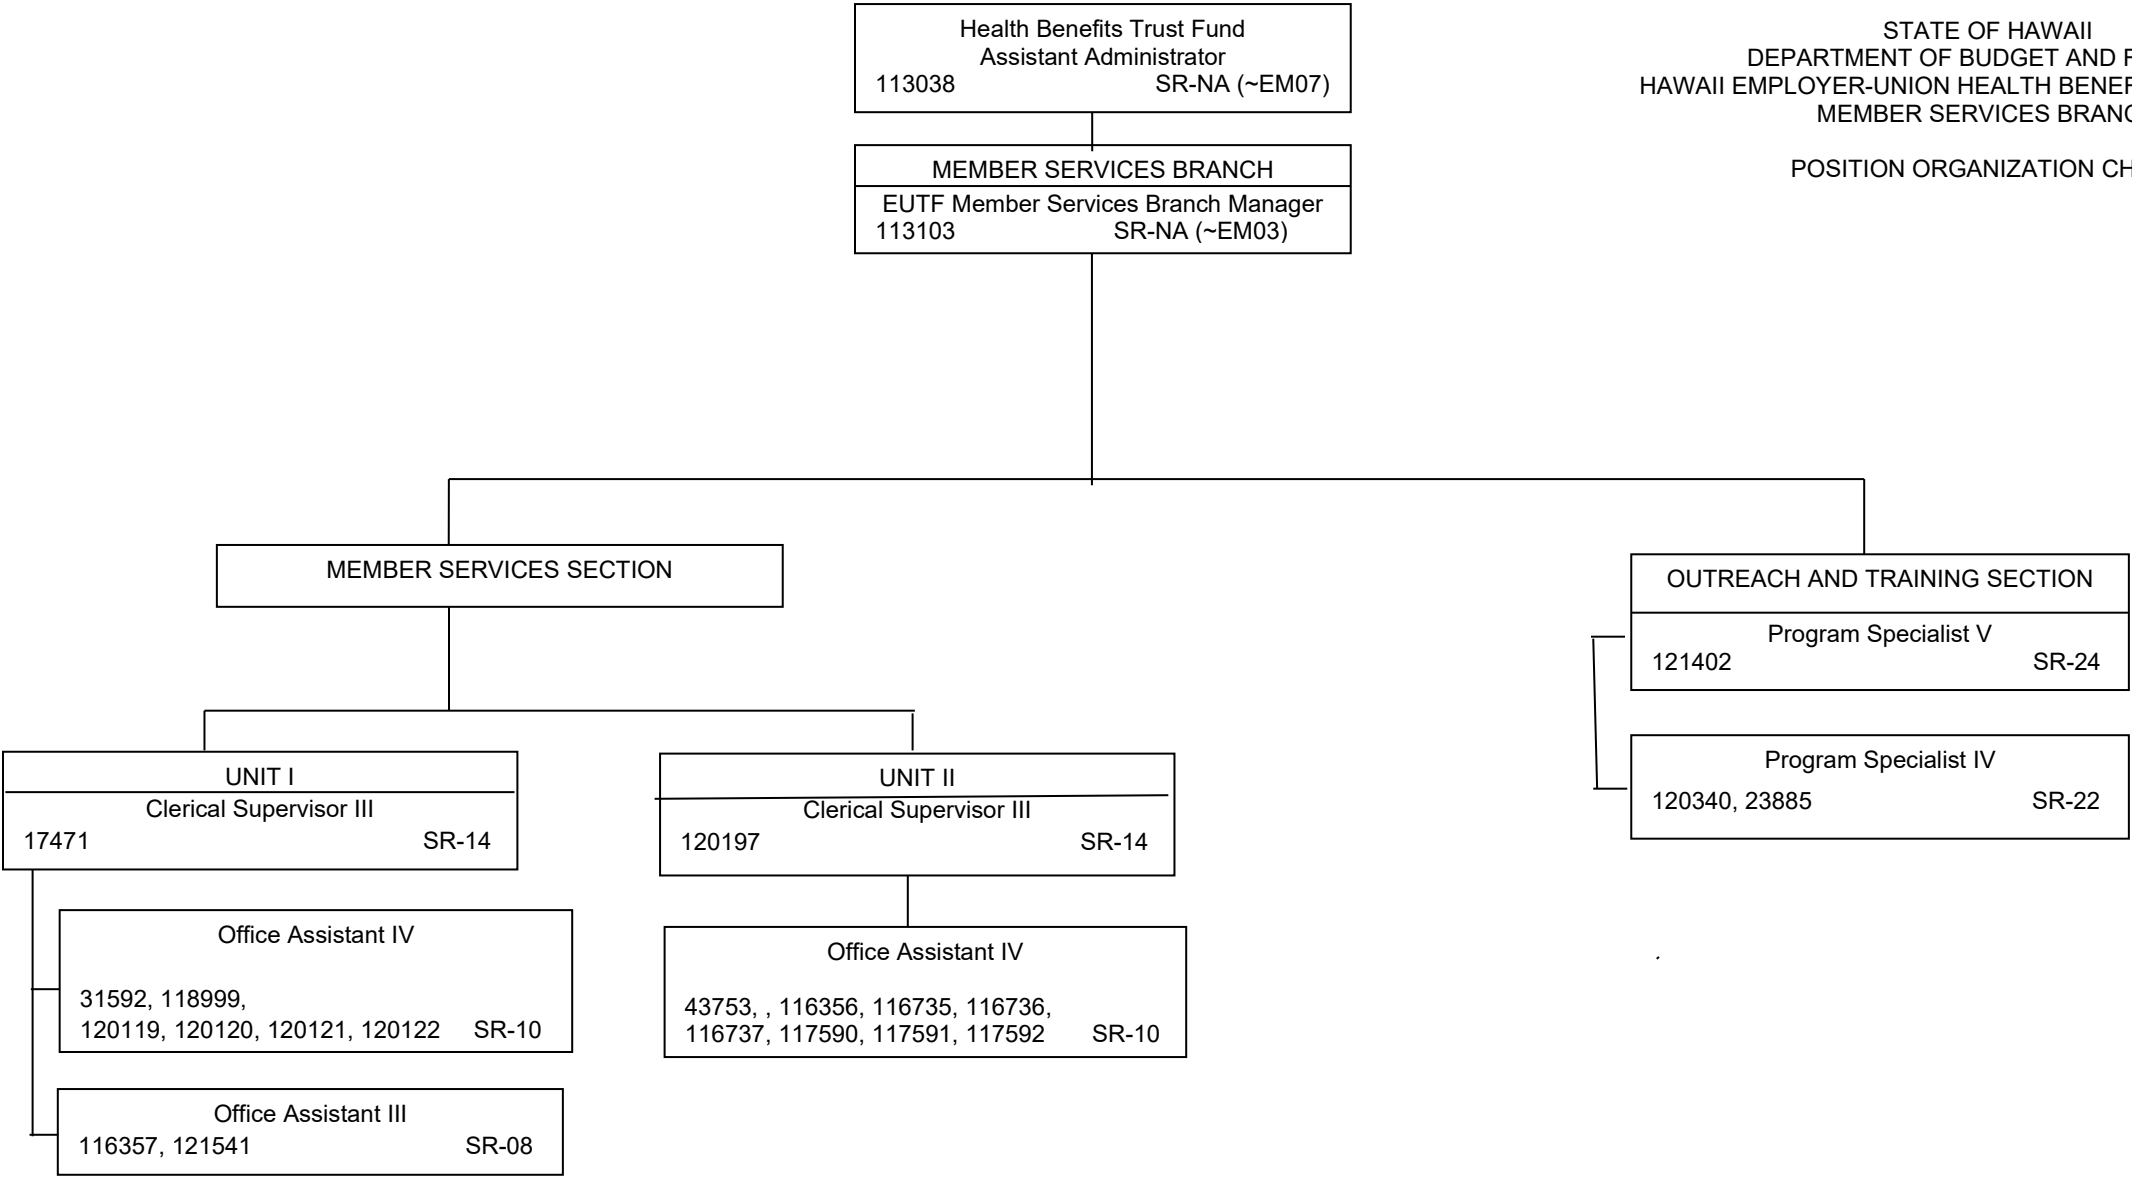 Health Benefits Trust Fund
Assistant Administrator
113038 SR-NA (~EM07)
STATE OF HAWAII
DEPARTMENT OF BUDGET AND
HAWAII EMPLOYER-UNION HEALTH
MEMBER SERVICES
POSITION ORGANIZATION
MEMBER SERVICES BRANCH
EUTF Member Services Branch Manager
113103 SR-NA (~EM03)
MEMBER SERVICES SECTION
OUTREACH AND TRAINING SECTION
Program Specialist V
121402 SR-24
Program Specialist IV
120340, 23885 SR-22
UNIT I
Clerical Supervisor III
17471 SR-14
UNIT II
Clerical Supervisor III
120197 SR-14
Office Assistant IV
31592, 118999,
120119, 120120, 120121, 120122 SR-10
Office Assistant IV
43753, , 116356, 116735, 116736,
116737, 117590, 117591, 117592 SR-10
Office Assistant III
116357, 121541 SR-08